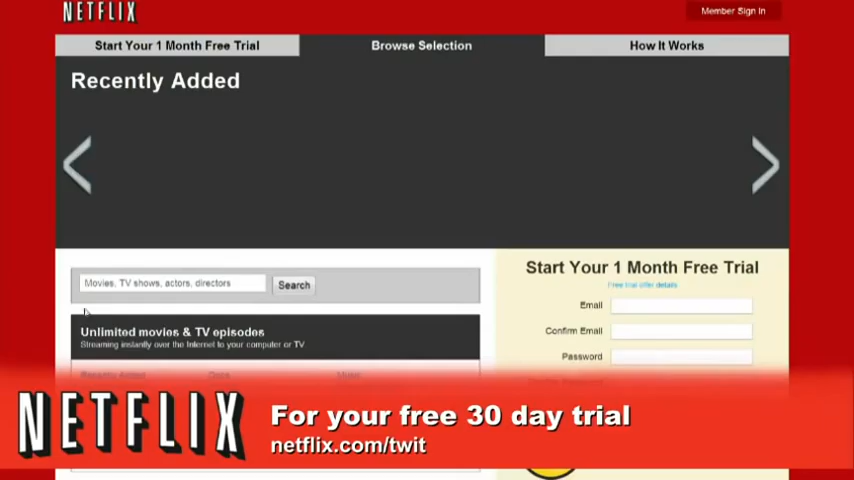 NETFLIX
Member Sign In
Start Your 1 Month Free Trial
Browse Selection
How It Works
Recently Added
Movies, TV shows, actors, directors
Search
Start Your 1 Month Free Trial
Free trial offer details
Email
Confirm Email
Password
Unlimited movies & TV episodes
Streaming instantly over the Internet to your computer or TV
NETFLIX
For your free 30 day trial
netflix.com/twit